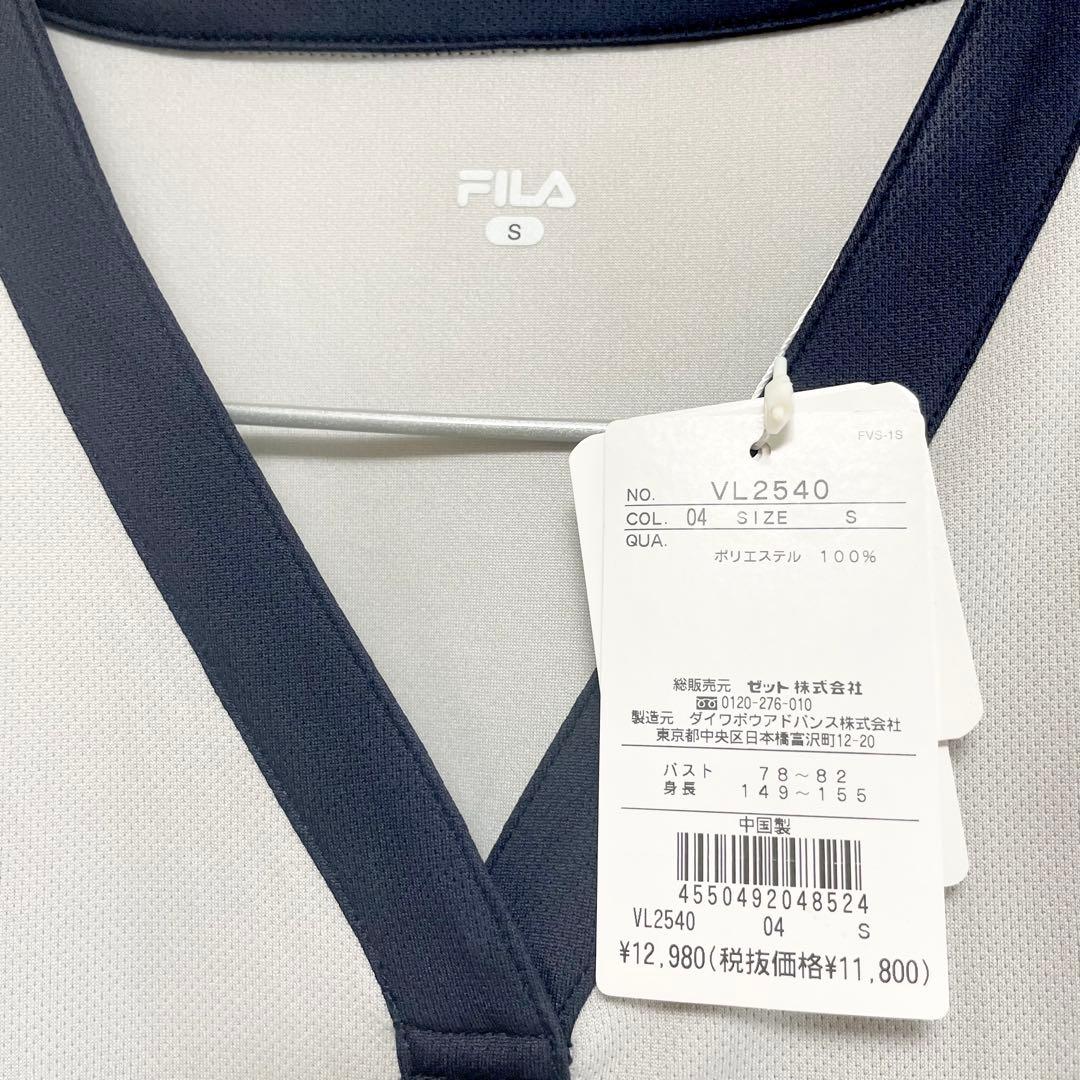 FILA
S
FVS-1S
NO. VL2540
COL. 04 SIZE S
QUA.
ポリエステル 100%
総販売元 ゼット株式会社
0120-276-010
製造元 ダイワボウアドバンス株式会社
東京都中央区日本橋富沢町12-20
バスト 78~82
身長 149~155
中国製
4550492048524
VL2540 04 S
¥12,980(税抜価格¥11,800)